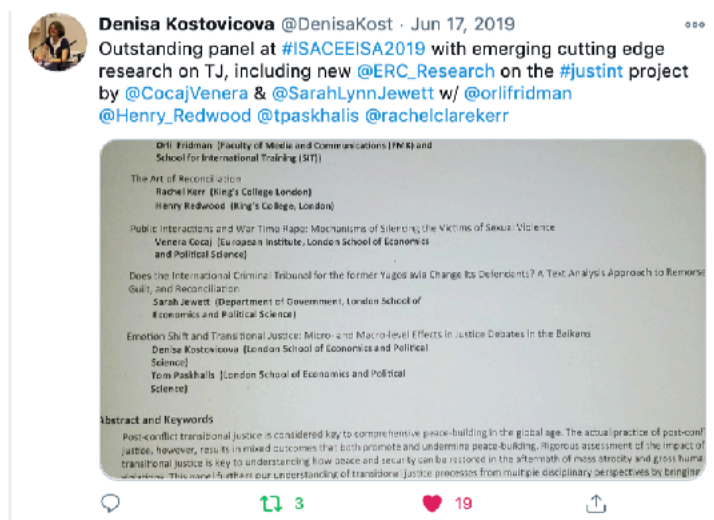 Denisa Kostovicova @DenisaKost · Jun 17, 2019
Outstanding panel at #ISACEEISA2019 with emerging cutting edge
research on TJ, including new @ERC_Research on the #justint project
by @CocajVenera & @SarahLynnJewett w/ @orlifridman
@Henry_Redwood @tpaskhalis @rachelclarekerr
Orli Fridman (Faculty of Media and Communications (FMK) and
School for International Training (SIT))
The Art of Reconciliation
Rachel Kerr (King's College London)
Henry Redwood (King's College, London)
Public Interactions and War Time Rape: Mechanisms of Silencing the Victims of Sexual Violence
Venera Cocaj (European Institute, London School of Economics
and Political Science)
Does the International Criminal Tribunal for the former Yugoslavia Change Its Defendants? A Text Analysis Approach to Remorse
Guilt, and Reconciliation
Sarah Jewett (Department of Government, London School of
Economics and Political Science)
Emotion Shift and Transitional Justice: Micro- and Macro-level Effects in Justice Debates in the Balkans
Denisa Kostovicova (London School of Economics and Political
Science)
Tom Paskhalis (London School of Economics and Political
Science)
Abstract and Keywords
Post-conflict transitional justice is considered key to comprehensive peace-building in the global age. The actual practice of post-conf
justice, however, results in mixed outcomes that both promote and undermine peace-building. Rigorous assessment of the impact of
transitional justice is key to understanding how peace and security can be restored in the aftermath of mass atrocity and gross huma
violations. This panel furthers our understanding of transitional justice processes from multiple disciplinary perspectives by bringing
3
19